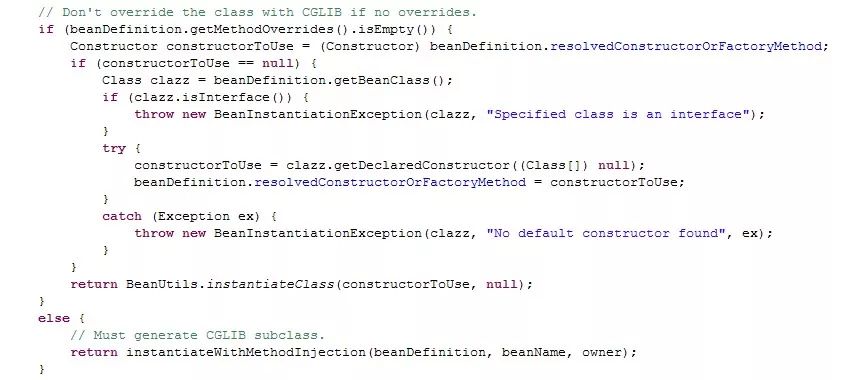 // Don't override the class with CGLIB if no overrides.
if (beanDefinition.getMethodOverrides().isEmpty()) {
    Constructor constructorToUse = (Constructor) beanDefinition.resolvedConstructorOrFactoryMethod;
    if (constructorToUse == null) {
        Class clazz = beanDefinition.getBeanClass();
        if (clazz.isInterface()) {
            throw new BeanInstantiationException(clazz, "Specified class is an interface");
        }
        try {
            constructorToUse = clazz.getDeclaredConstructor((Class[]) null);
            beanDefinition.resolvedConstructorOrFactoryMethod = constructorToUse;
        }
        catch (Exception ex) {
            throw new BeanInstantiationException(clazz, "No default constructor found", ex);
        }
    }
    return BeanUtils.instantiateClass(constructorToUse, null);
}
else {
    // Must generate CGLIB subclass.
    return instantiateWithMethodInjection(beanDefinition, beanName, owner);
}